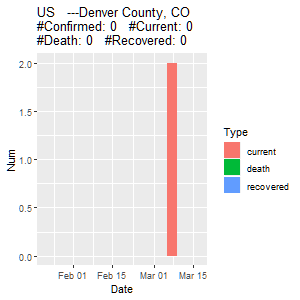 US   ---Denver County, CO
#Confirmed: 0   #Current: 0
#Death: 0   #Recovered: 0
2.0
1.5
1.0
0.5
0.0
Num
Feb 01
Feb 15
Mar 01
Mar 15
Date
Type
current
death
recovered